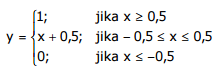 1; jika x ≥ 0,5
y = { x + 0,5; jika – 0,5 ≤ x ≤ 0,5
0; jika x ≤ –0,5